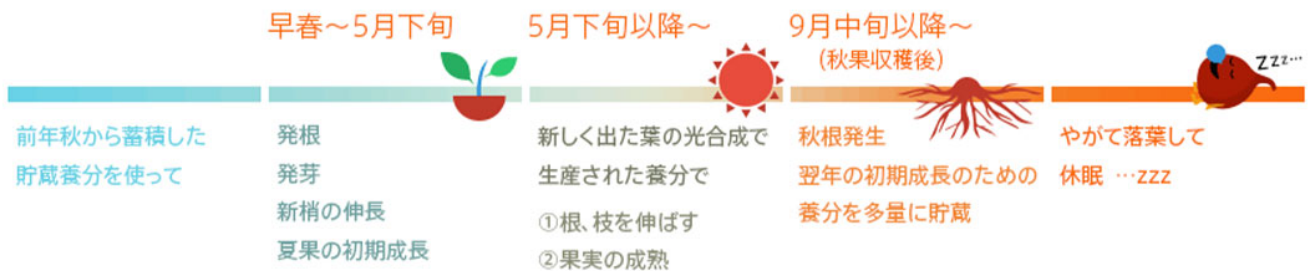 早春～5月下旬
5月下旬以降～
9月中旬以降～
(秋果収穫後)
zzz…
前年秋から蓄積した
貯蔵養分を使って
発根
発芽
新梢の伸長
夏果の初期成長
新しく出た葉の光合成で
生産された養分で
①根、枝を伸ばす
②果実の成熟
秋根発生
翌年の初期成長のための
養分を多量に貯蔵
やがて落葉して
休眠 …zzz